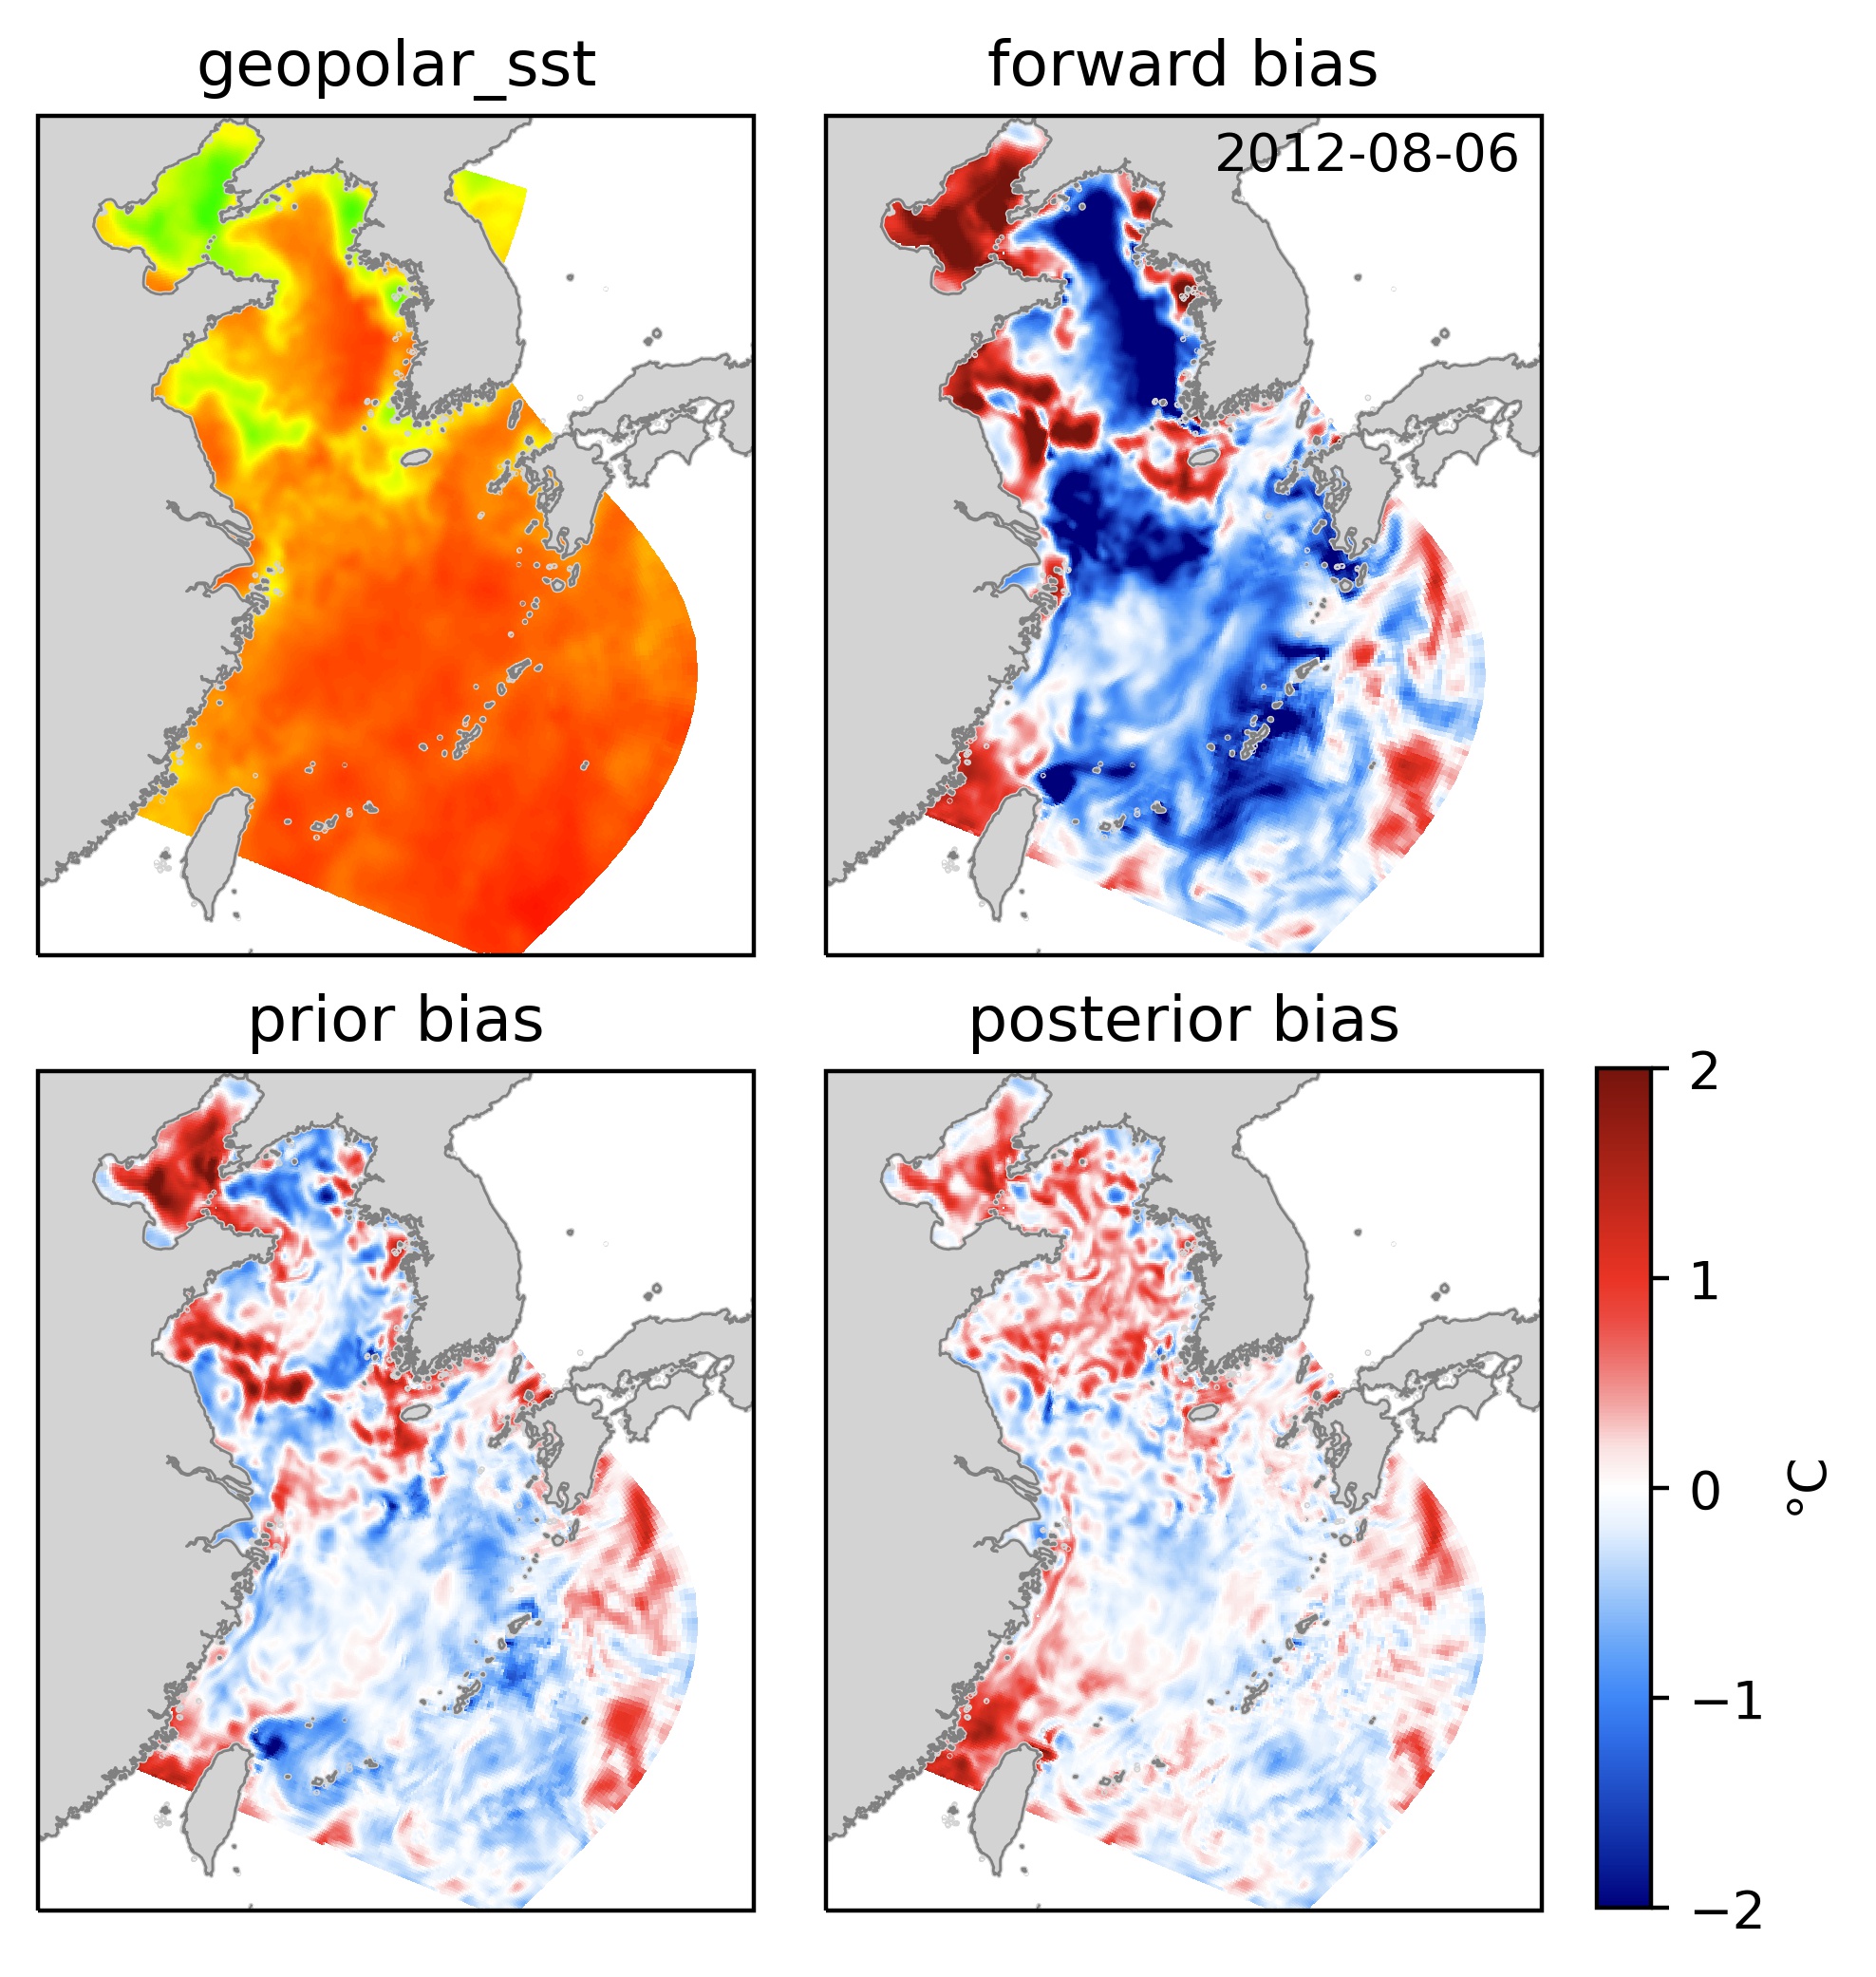 geopolar_sst
forward bias
2012-08-06
prior bias
posterior bias
2
1
0
−1
−2
°C